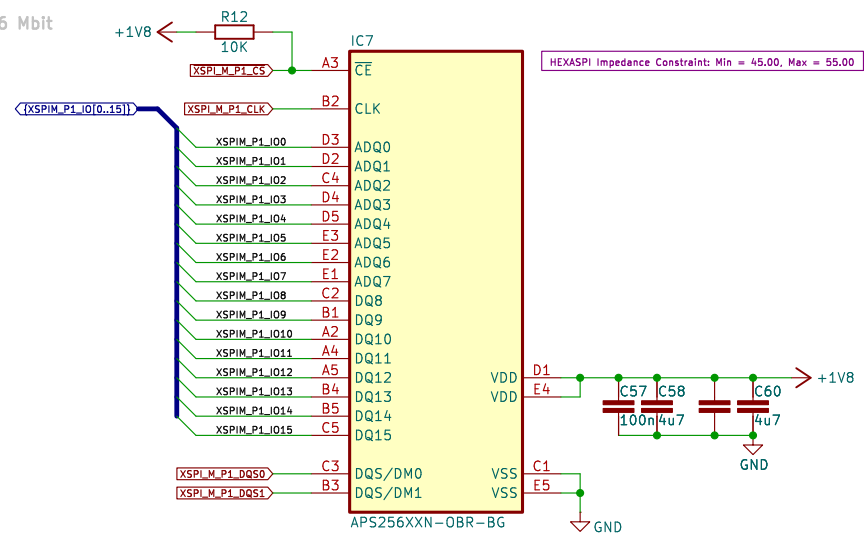 6 Mbit
R12
+1V8
10K
IC7
HEXASPI Impedance Constraint: Min = 45.00, Max = 55.00
XSPI_M_P1_CS A3 CE
{XSPIM_P1_IO[0..15]} XSPI_M_P1_CLK B2 CLK
XSPIM_P1_IO0 D3 ADQ0
XSPIM_P1_IO1 D2 ADQ1
XSPIM_P1_IO2 C4 ADQ2
XSPIM_P1_IO3 D4 ADQ3
XSPIM_P1_IO4 D5 ADQ4
XSPIM_P1_IO5 E3 ADQ5
XSPIM_P1_IO6 E2 ADQ6
XSPIM_P1_IO7 E1 ADQ7
XSPIM_P1_IO8 C2 DQ8
XSPIM_P1_IO9 B1 DQ9
XSPIM_P1_IO10 A2 DQ10
XSPIM_P1_IO11 A4 DQ11
XSPIM_P1_IO12 A5 DQ12 VDD D1 +1V8
XSPIM_P1_IO13 B4 DQ13 VDD E4 C57 C58 C60
XSPIM_P1_IO14 B5 DQ14 100n 4u7 4u7
XSPIM_P1_IO15 C5 DQ15
GND
XSPI_M_P1_DQS0 C3 DQS/DM0 VSS C1
XSPI_M_P1_DQS1 B3 DQS/DM1 VSS E5
APS256XXN-OBR-BG GND